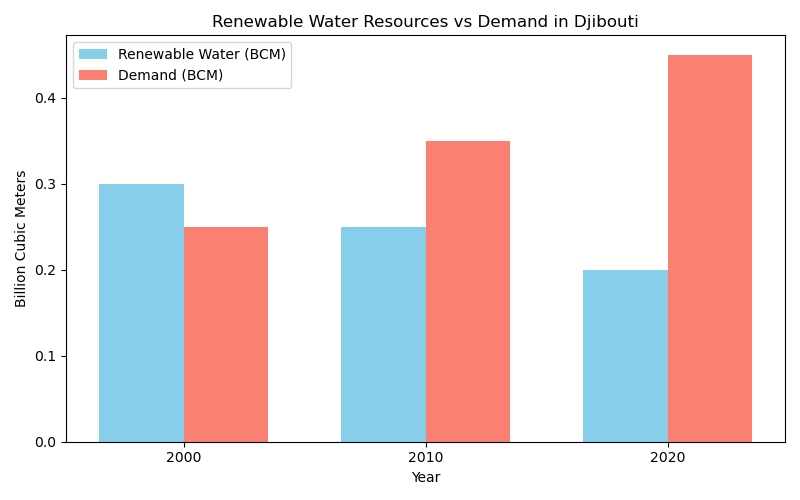 Renewable Water Resources vs Demand in Djibouti
Renewable Water (BCM)
Demand (BCM)
Billion Cubic Meters
0.4
0.3
0.2
0.1
0.0
2000 2010 2020
Year